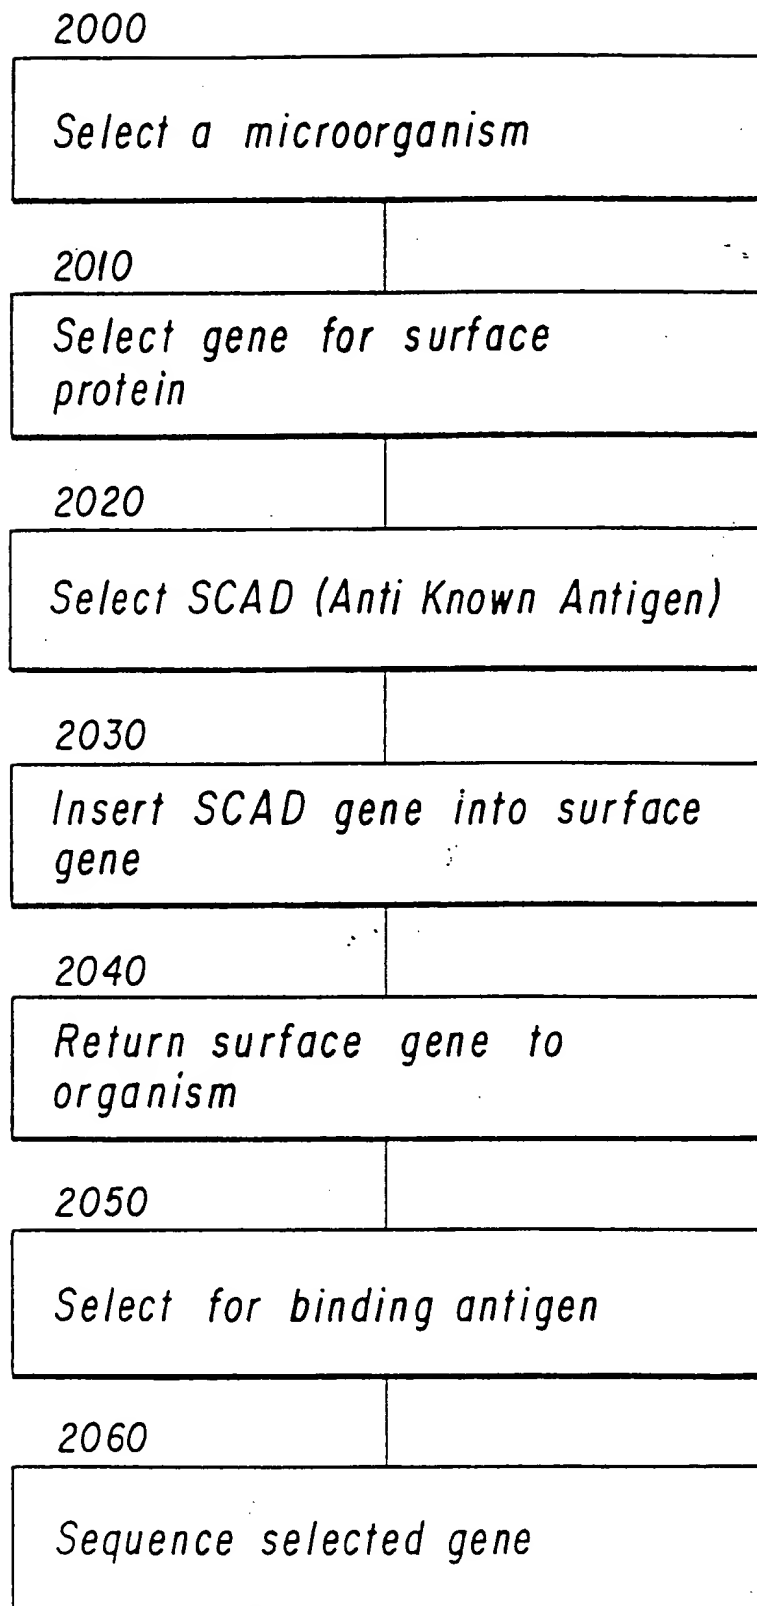 2000
Select a microorganism
2010
Select gene for surface
protein
2020
Select SCAD (Anti Known Antigen)
2030
Insert SCAD gene into surface
gene
2040
Return surface gene to
organism
2050
Select for binding antigen
2060
Sequence selected gene